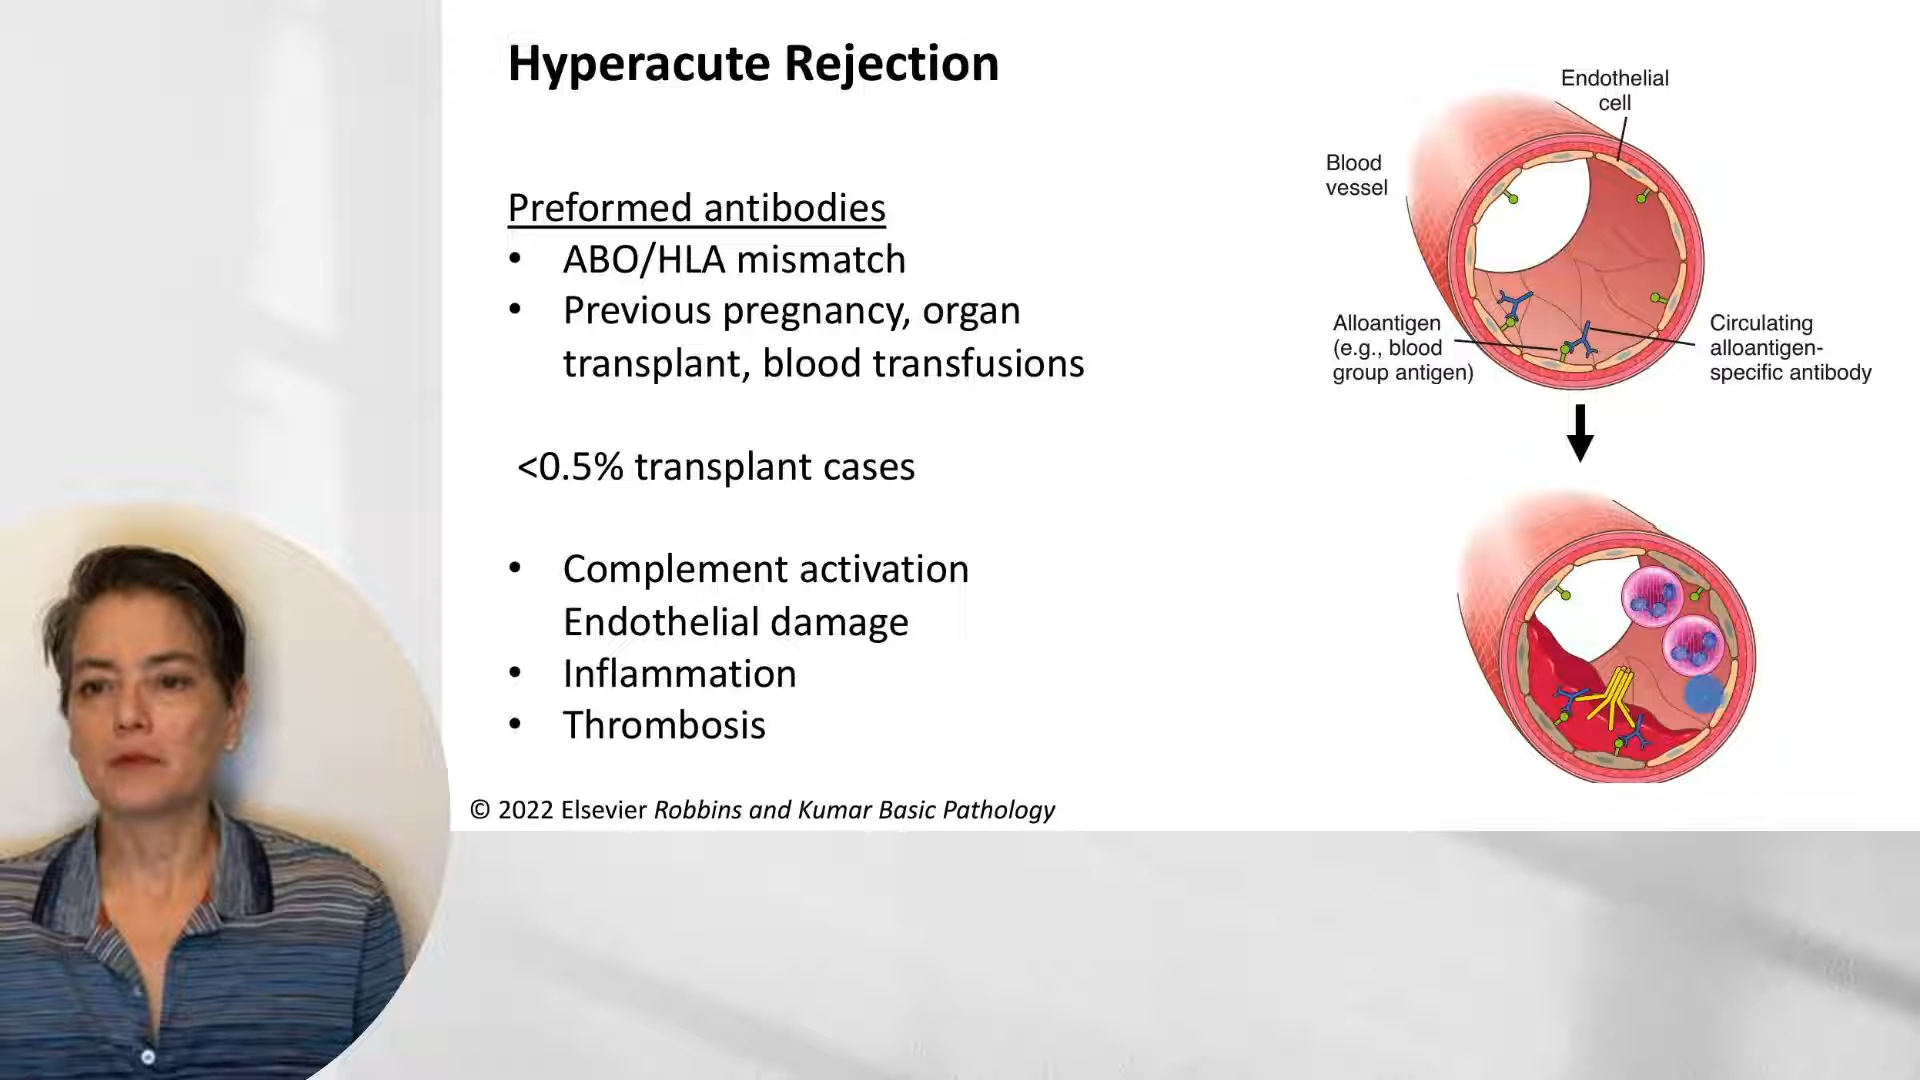 Hyperacute Rejection
Preformed antibodies
• ABO/HLA mismatch
• Previous pregnancy, organ
transplant, blood transfusions
<0.5% transplant cases
• Complement activation
Endothelial damage
• Inflammation
• Thrombosis
© 2022 Elsevier Robbins and Kumar Basic Pathology
Endothelial
cell
Blood
vessel
Alloantigen
(e.g., blood
group antigen)
Circulating
alloantigen-
specific antibody